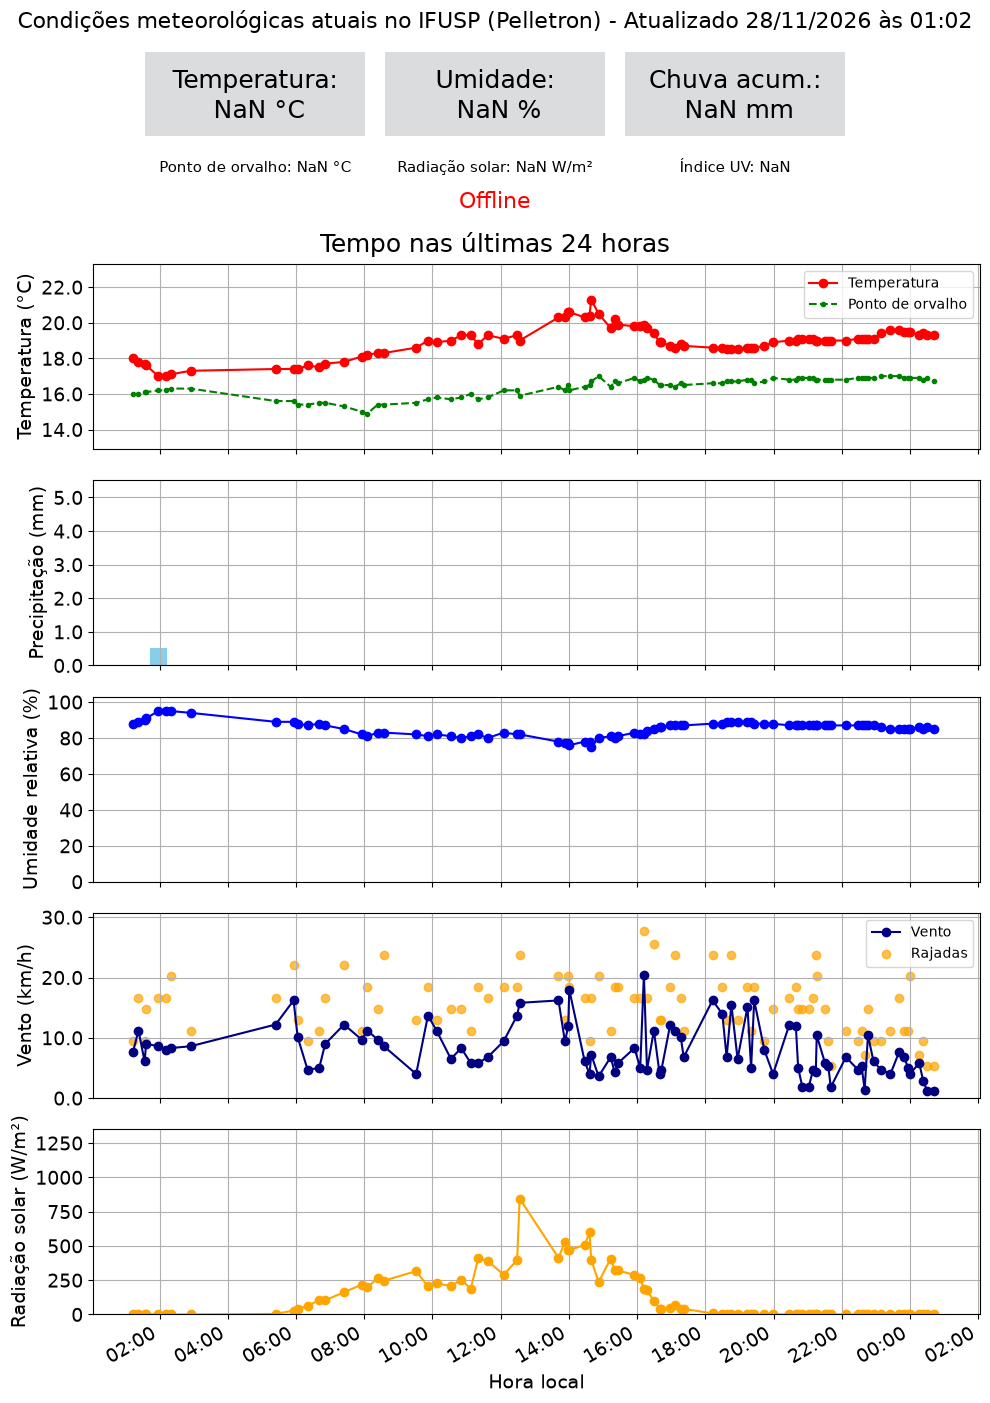 Condições meteorológicas atuais no IFUSP (Pelletron) - Atualizado 28/11/2026 às 01:02
Temperatura:
NaN °C
Umidade:
NaN %
Chuva acum.:
NaN mm
Ponto de orvalho: NaN °C
Radiação solar: NaN W/m²
Índice UV: NaN
Offline
Tempo nas últimas 24 horas
Temperatura (°C)
22.0
20.0
18.0
16.0
14.0
Temperatura
Ponto de orvalho
Precipitação (mm)
5.0
4.0
3.0
2.0
1.0
0.0
Umidade relativa (%)
100
80
60
40
20
0
Vento (km/h)
30.0
20.0
10.0
0.0
Vento
Rajadas
Radiação solar (W/m²)
1250
1000
750
500
250
0
02:00
04:00
06:00
08:00
10:00
12:00
14:00
16:00
18:00
20:00
22:00
00:00
02:00
Hora local